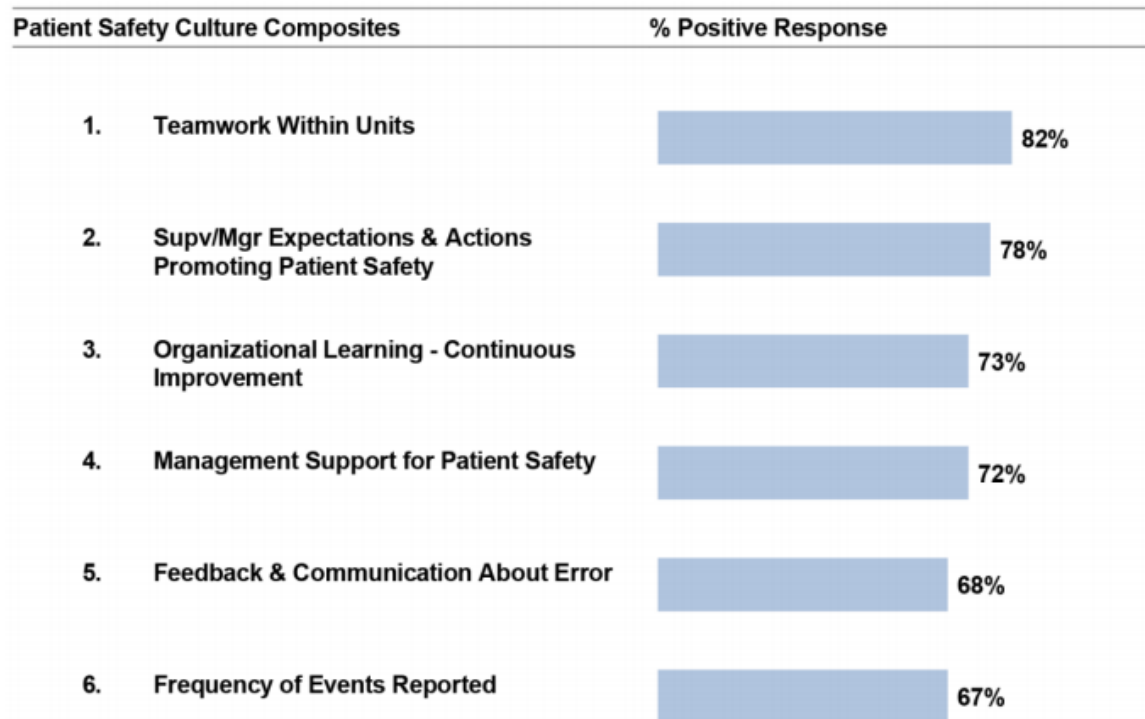 Patient Safety Culture Composites % Positive Response
1. Teamwork Within Units 82%
2. Supv/Mgr Expectations & Actions
Promoting Patient Safety 78%
3. Organizational Learning - Continuous
Improvement 73%
4. Management Support for Patient Safety 72%
5. Feedback & Communication About Error 68%
6. Frequency of Events Reported 67%